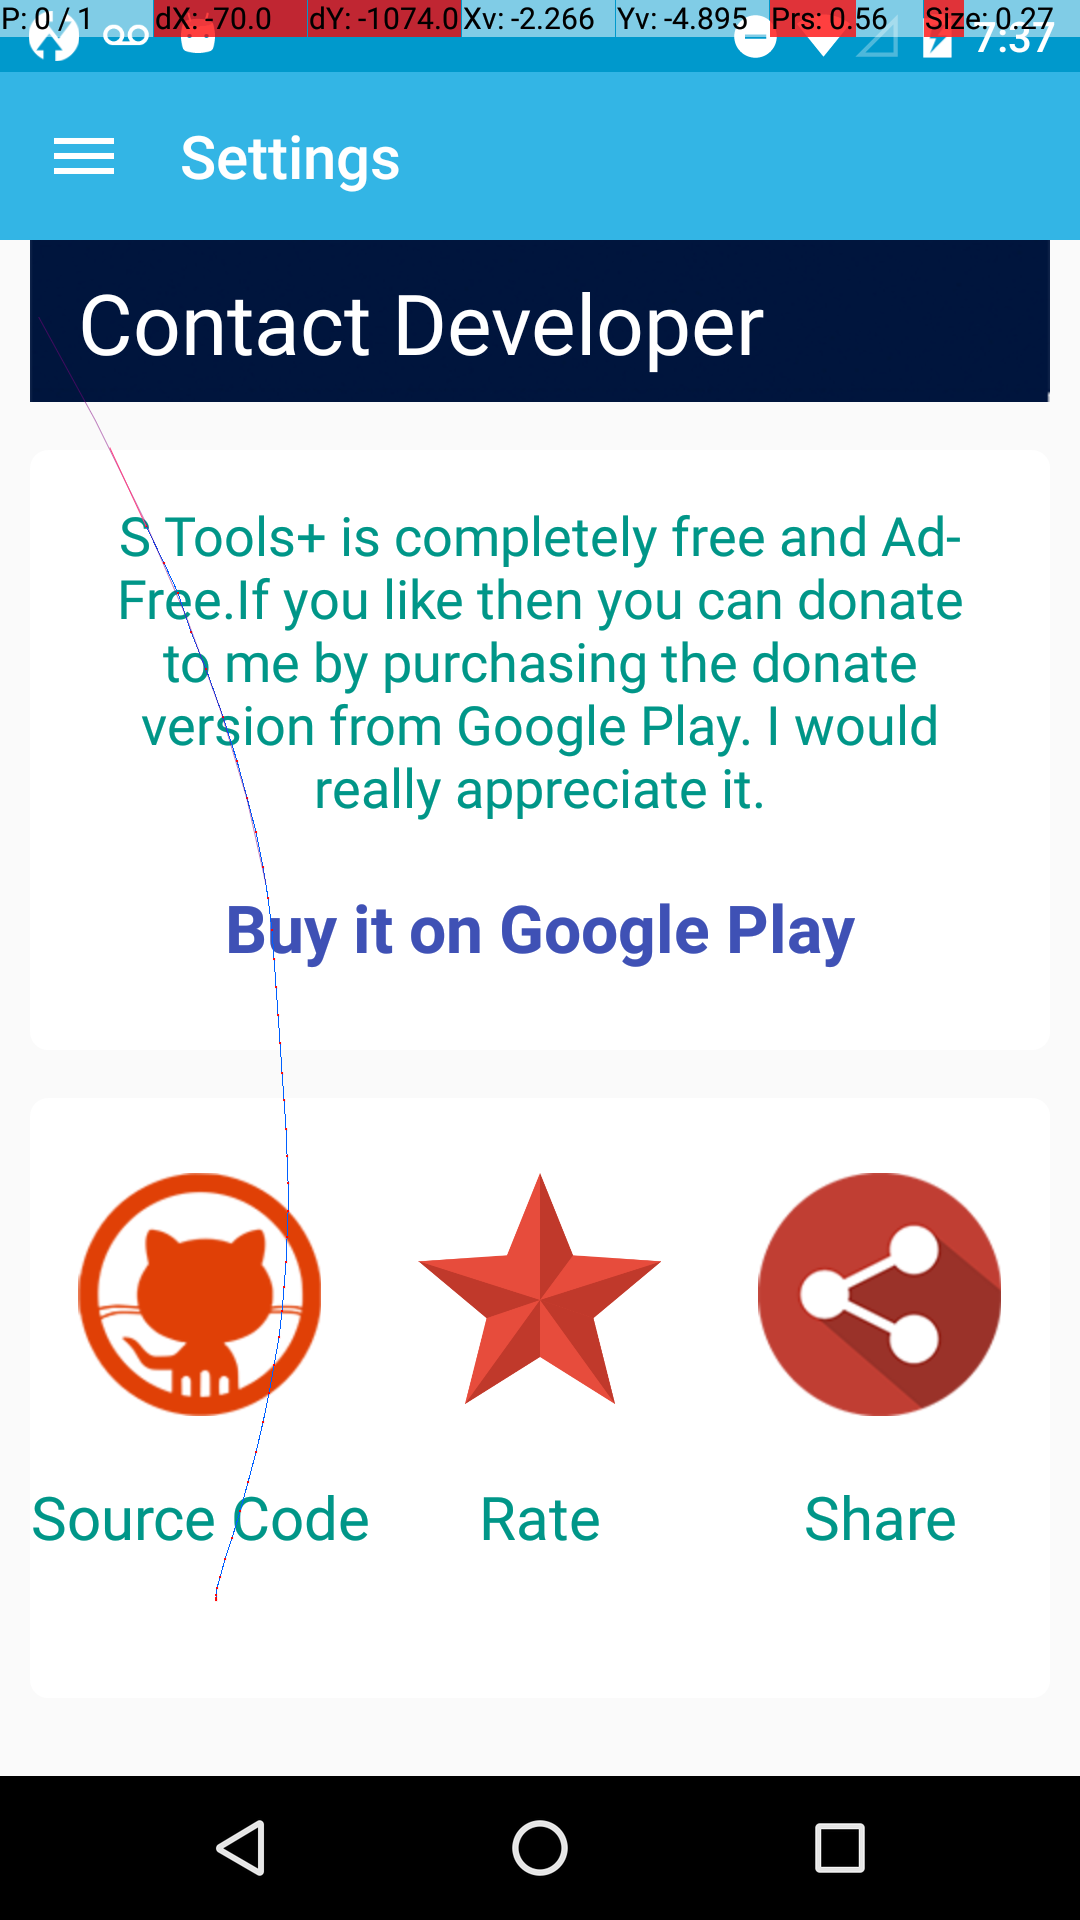 P: 0 / 1 dX: -70.0 dY: -1074.0 Xv: -2.266 Yv: -4.895 Prs: 0.56 Size: 0.27
7:37
Settings
Contact Developer
S Tools+ is completely free and Ad-
Free.If you like then you can donate
to me by purchasing the donate
version from Google Play. I would
really appreciate it.
Buy it on Google Play
Source Code Rate Share